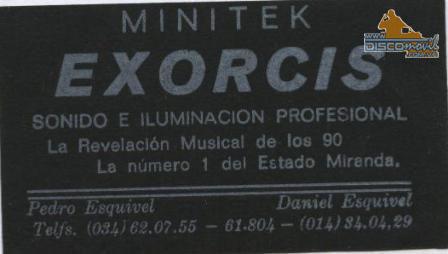 MINITEK
EXORCIS
SONIDO E ILUMINACION PROFESIONAL
La Revelación Musical de los 90
La número 1 del Estado Miranda.
Pedro Esquivel Daniel Esquivel
Telfs. (034) 62.07.55 – 61.804 – (014) 34.04.29
DISCOmovil